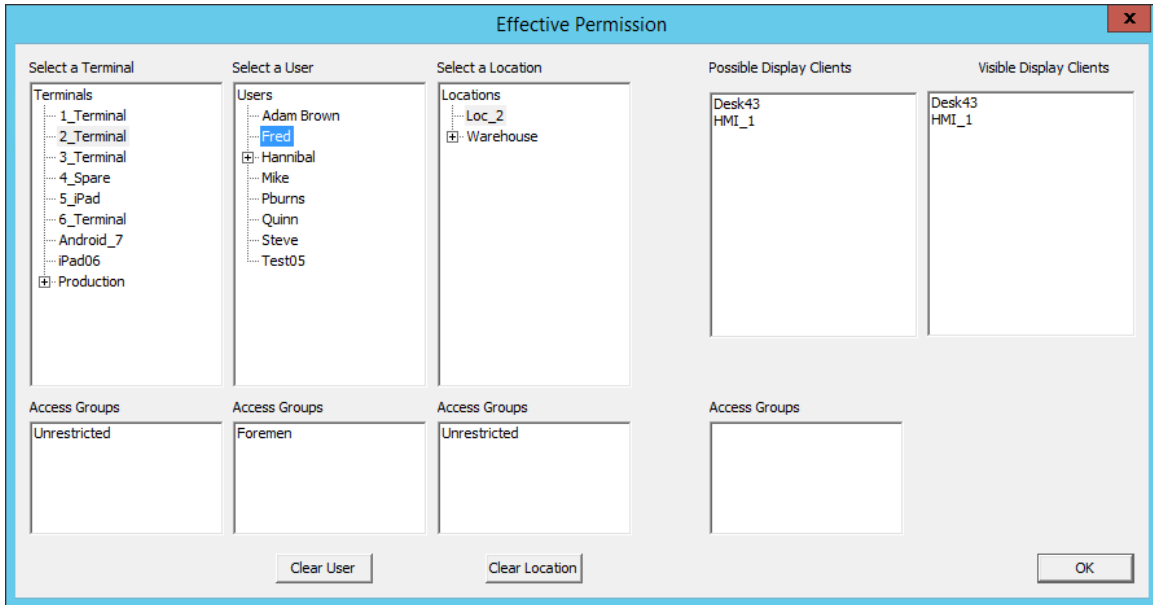 Effective Permission
x
Select a Terminal
Terminals
1_Terminal
2_Terminal
3_Terminal
4_Spare
5_iPad
6_Terminal
Android_7
iPad06
Production
Select a User
Users
Adam Brown
Fred
Hannibal
Mike
Pburns
Quinn
Steve
Test05
Select a Location
Locations
Loc_2
Warehouse
Possible Display Clients
Desk43
HMI_1
Visible Display Clients
Desk43
HMI_1
Access Groups
Unrestricted
Access Groups
Foremen
Access Groups
Unrestricted
Access Groups
Clear User
Clear Location
OK